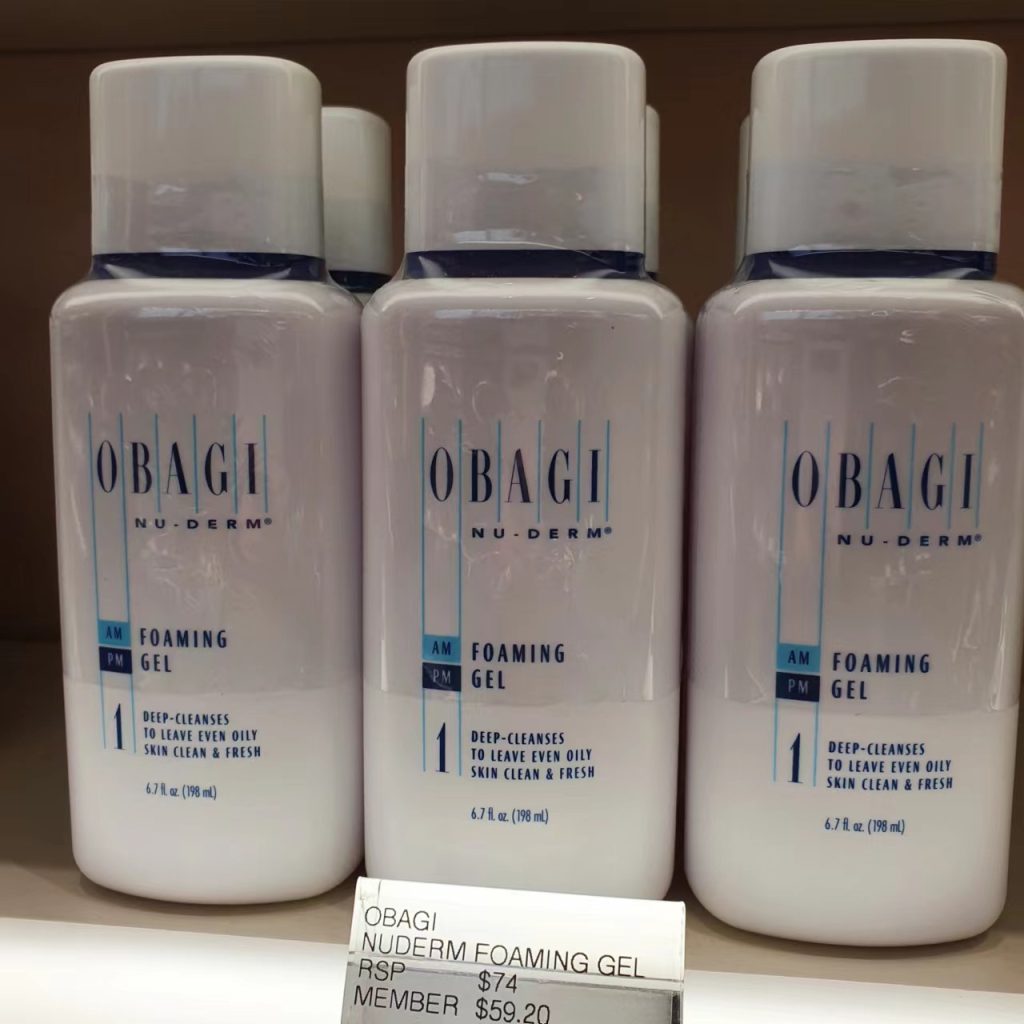 OBAGI
NU-DERM®
AM
PM
FOAMING
GEL
1
DEEP-CLEANSES
TO LEAVE EVEN OILY
SKIN CLEAN & FRESH
6.7 fl. oz. (198 mL)
OBAGI
NU-DERM®
AM
PM
FOAMING
GEL
1
DEEP-CLEANSES
TO LEAVE EVEN OILY
SKIN CLEAN & FRESH
6.7 fl. oz. (198 mL)
OBAGI
NU-DERM®
AM
PM
FOAMING
GEL
1
DEEP-CLEANSES
TO LEAVE EVEN OILY
SKIN CLEAN & FRESH
6.7 fl. oz. (198 mL)
OBAGI
NUDERM FOAMING GEL
RSP $74
MEMBER $59.20